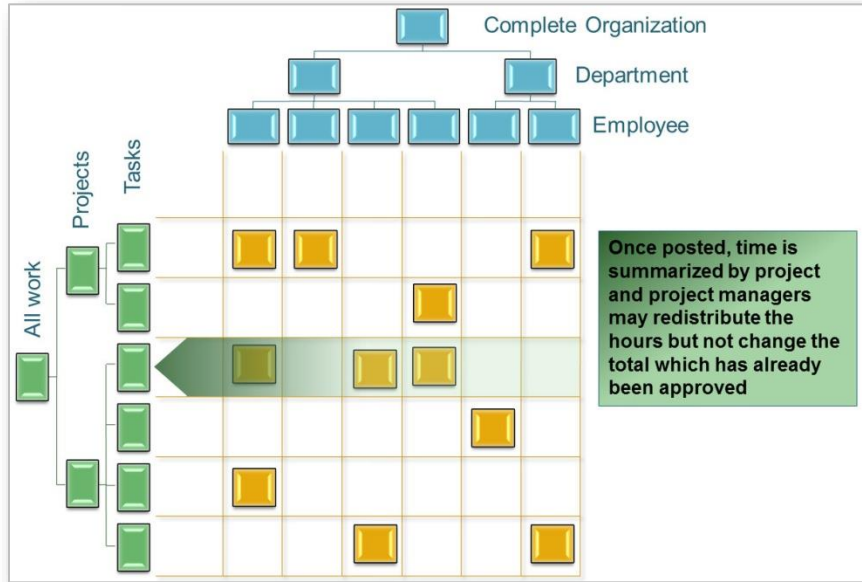 Complete Organization
Department
Employee
All work
Projects
Tasks
Once posted, time is
summarized by project
and project managers
may redistribute the
hours but not change the
total which has already
been approved